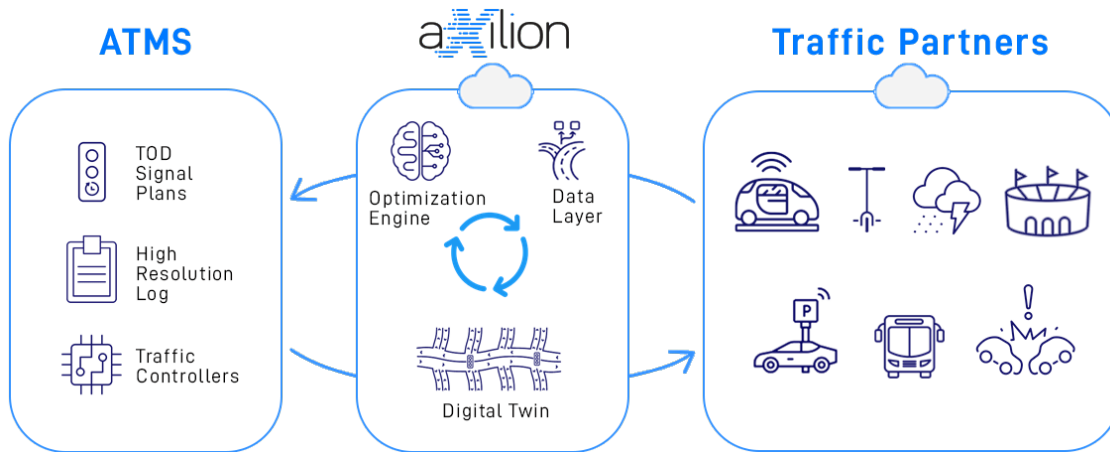 ATMS
aXilion
Traffic Partners
TOD
Signal
Plans
High
Resolution
Log
Traffic
Controllers
Optimization
Engine
Data
Layer
Digital Twin
P
!